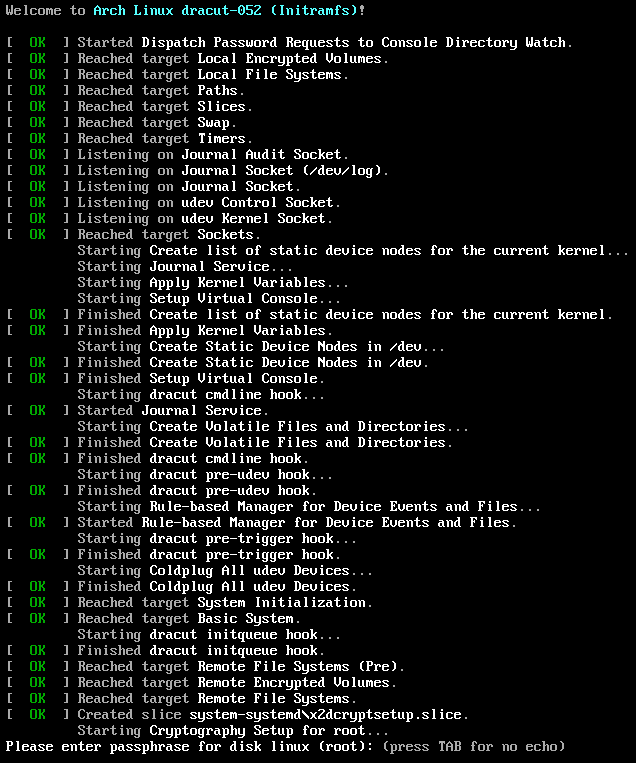 Welcome to Arch Linux dracut-052 (Initramfs)!
[  OK  ] Started Dispatch Password Requests to Console Directory Watch.
[  OK  ] Reached target Local Encrypted Volumes.
[  OK  ] Reached target Local File Systems.
[  OK  ] Reached target Paths.
[  OK  ] Reached target Slices.
[  OK  ] Reached target Swap.
[  OK  ] Reached target Timers.
[  OK  ] Listening on Journal Audit Socket.
[  OK  ] Listening on Journal Socket (/dev/log).
[  OK  ] Listening on Journal Socket.
[  OK  ] Listening on udev Control Socket.
[  OK  ] Listening on udev Kernel Socket.
[  OK  ] Reached target Sockets.
Starting Create list of static device nodes for the current kernel...
Starting Journal Service...
Starting Apply Kernel Variables...
Starting Setup Virtual Console...
[  OK  ] Finished Create list of static device nodes for the current kernel.
[  OK  ] Finished Apply Kernel Variables.
Starting Create Static Device Nodes in /dev...
[  OK  ] Finished Create Static Device Nodes in /dev.
[  OK  ] Finished Setup Virtual Console.
Starting dracut cmdline hook...
[  OK  ] Started Journal Service.
Starting Create Volatile Files and Directories...
[  OK  ] Finished Create Volatile Files and Directories.
[  OK  ] Finished dracut cmdline hook.
Starting dracut pre-udev hook...
[  OK  ] Finished dracut pre-udev hook.
Starting Rule-based Manager for Device Events and Files...
[  OK  ] Started Rule-based Manager for Device Events and Files.
Starting dracut pre-trigger hook...
[  OK  ] Finished dracut pre-trigger hook.
Starting Coldplug All udev Devices...
[  OK  ] Finished Coldplug All udev Devices.
[  OK  ] Reached target System Initialization.
[  OK  ] Reached target Basic System.
Starting dracut initqueue hook...
[  OK  ] Finished dracut initqueue hook.
[  OK  ] Reached target Remote File Systems (Pre).
[  OK  ] Reached target Remote Encrypted Volumes.
[  OK  ] Reached target Remote File Systems.
[  OK  ] Created slice system-systemd\x2dcryptsetup.slice.
Starting Cryptography Setup for root...
Please enter passphrase for disk linux (root): (press TAB for no echo)